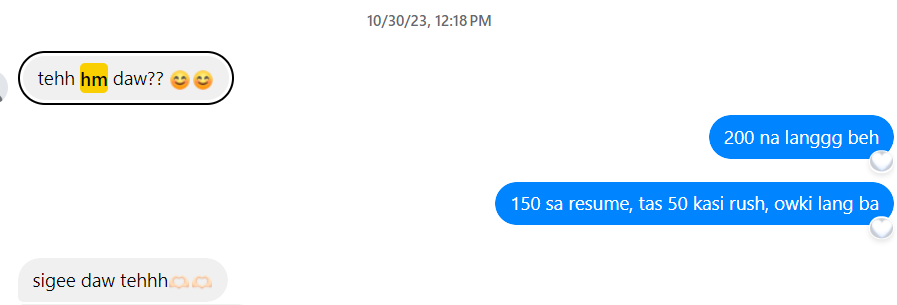 10/30/23, 12:18 PM
tehh hm daw?? 😊😊
200 na langgg beh
150 sa resume, tas 50 kasi rush, owki lang ba
sigee daw tehhh🫶🏻🫶🏻